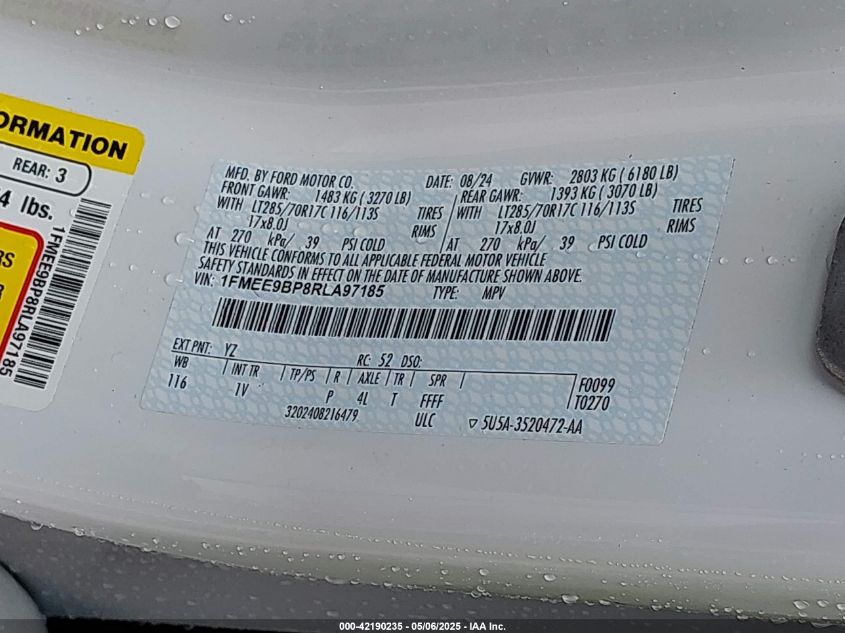 ORMATION
REAR: 3
4 lbs.
RS
R
1FMEE9BP8RLA97185
MFD. BY FORD MOTOR CO. DATE: 08/24 GVWR: 2803 KG ( 6180 LB)
FRONT GAWR: 1483 KG ( 3270 LB) REAR GAWR: 1393 KG ( 3070 LB)
WITH LT285/70R17C 116/113S TIRES WITH LT285/70R17C 116/113S TIRES
17x8.0J RIMS 17x8.0J RIMS
AT 270 kPa/ 39 PSI COLD AT 270 kPa/ 39 PSI COLD
THIS VEHICLE CONFORMS TO ALL APPLICABLE FEDERAL MOTOR VEHICLE
SAFETY STANDARDS IN EFFECT ON THE DATE OF MANUFACTURE SHOWN ABOVE.
VIN: 1FMEE9BP8RLA97185 TYPE: MPV
EXT PNT: YZ RC: 52 DSO:
WB INT TR TP/PS R AXLE TR SPR F0099
116 1V P 4L T FFFF T0270
3202408216479 ULC ▽ 5U5A-3520472-AA
000-42190235 - 05/06/2025 - IAA Inc.